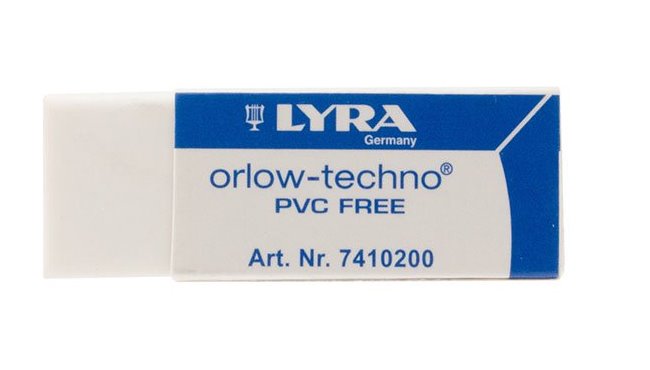 LYRA
Germany
orlow-techno®
PVC FREE
Art. Nr. 7410200